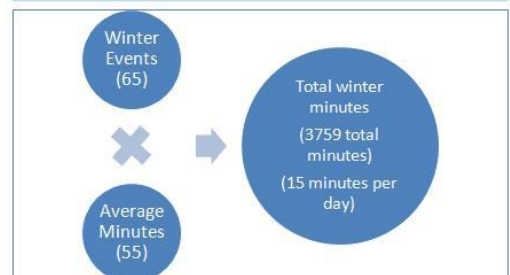 Winter
Events
(65)
Average
Minutes
(55)
Total winter
minutes
(3759 total
minutes)
(15 minutes per
day)